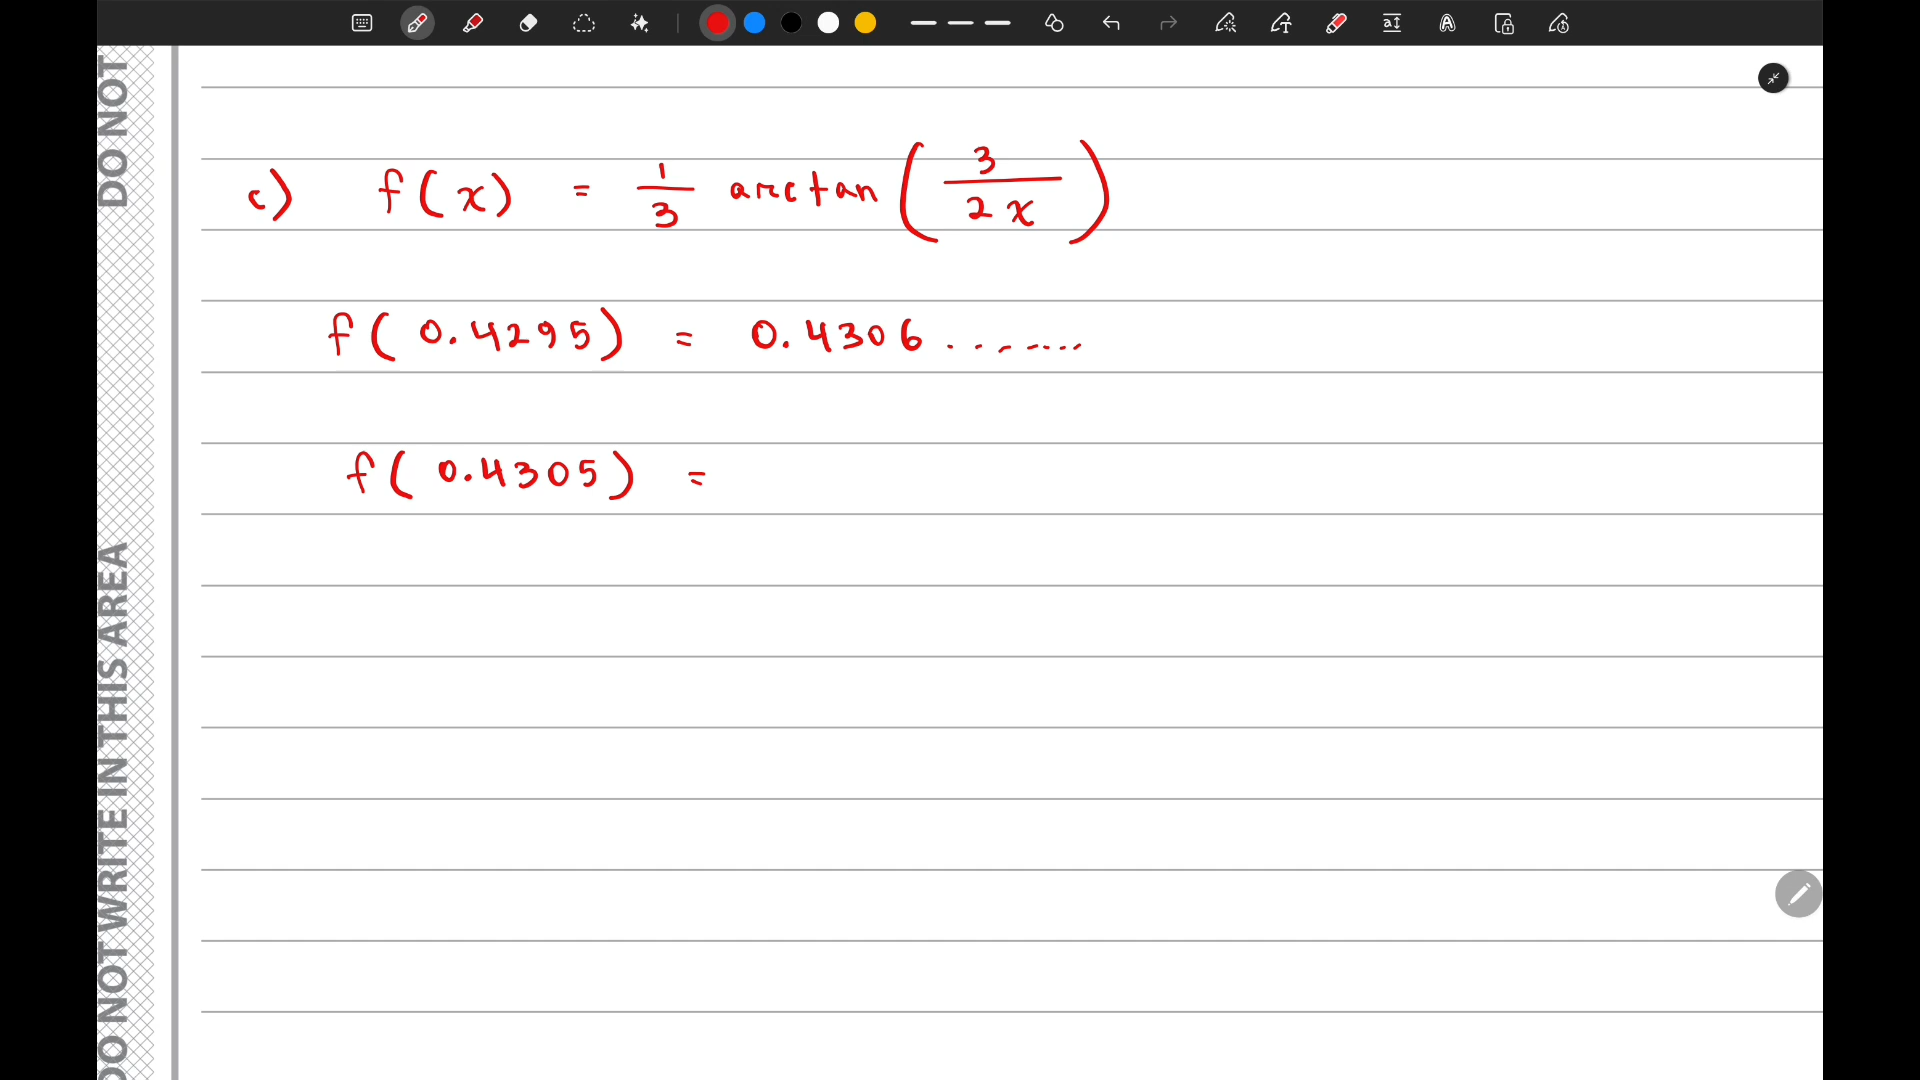 DO NOT
DO NOT WRITE IN THIS AREA
c) f(x) = 1/3 arctan(3/2x)
f(0.4295) = 0.4306.........
f(0.4305) =